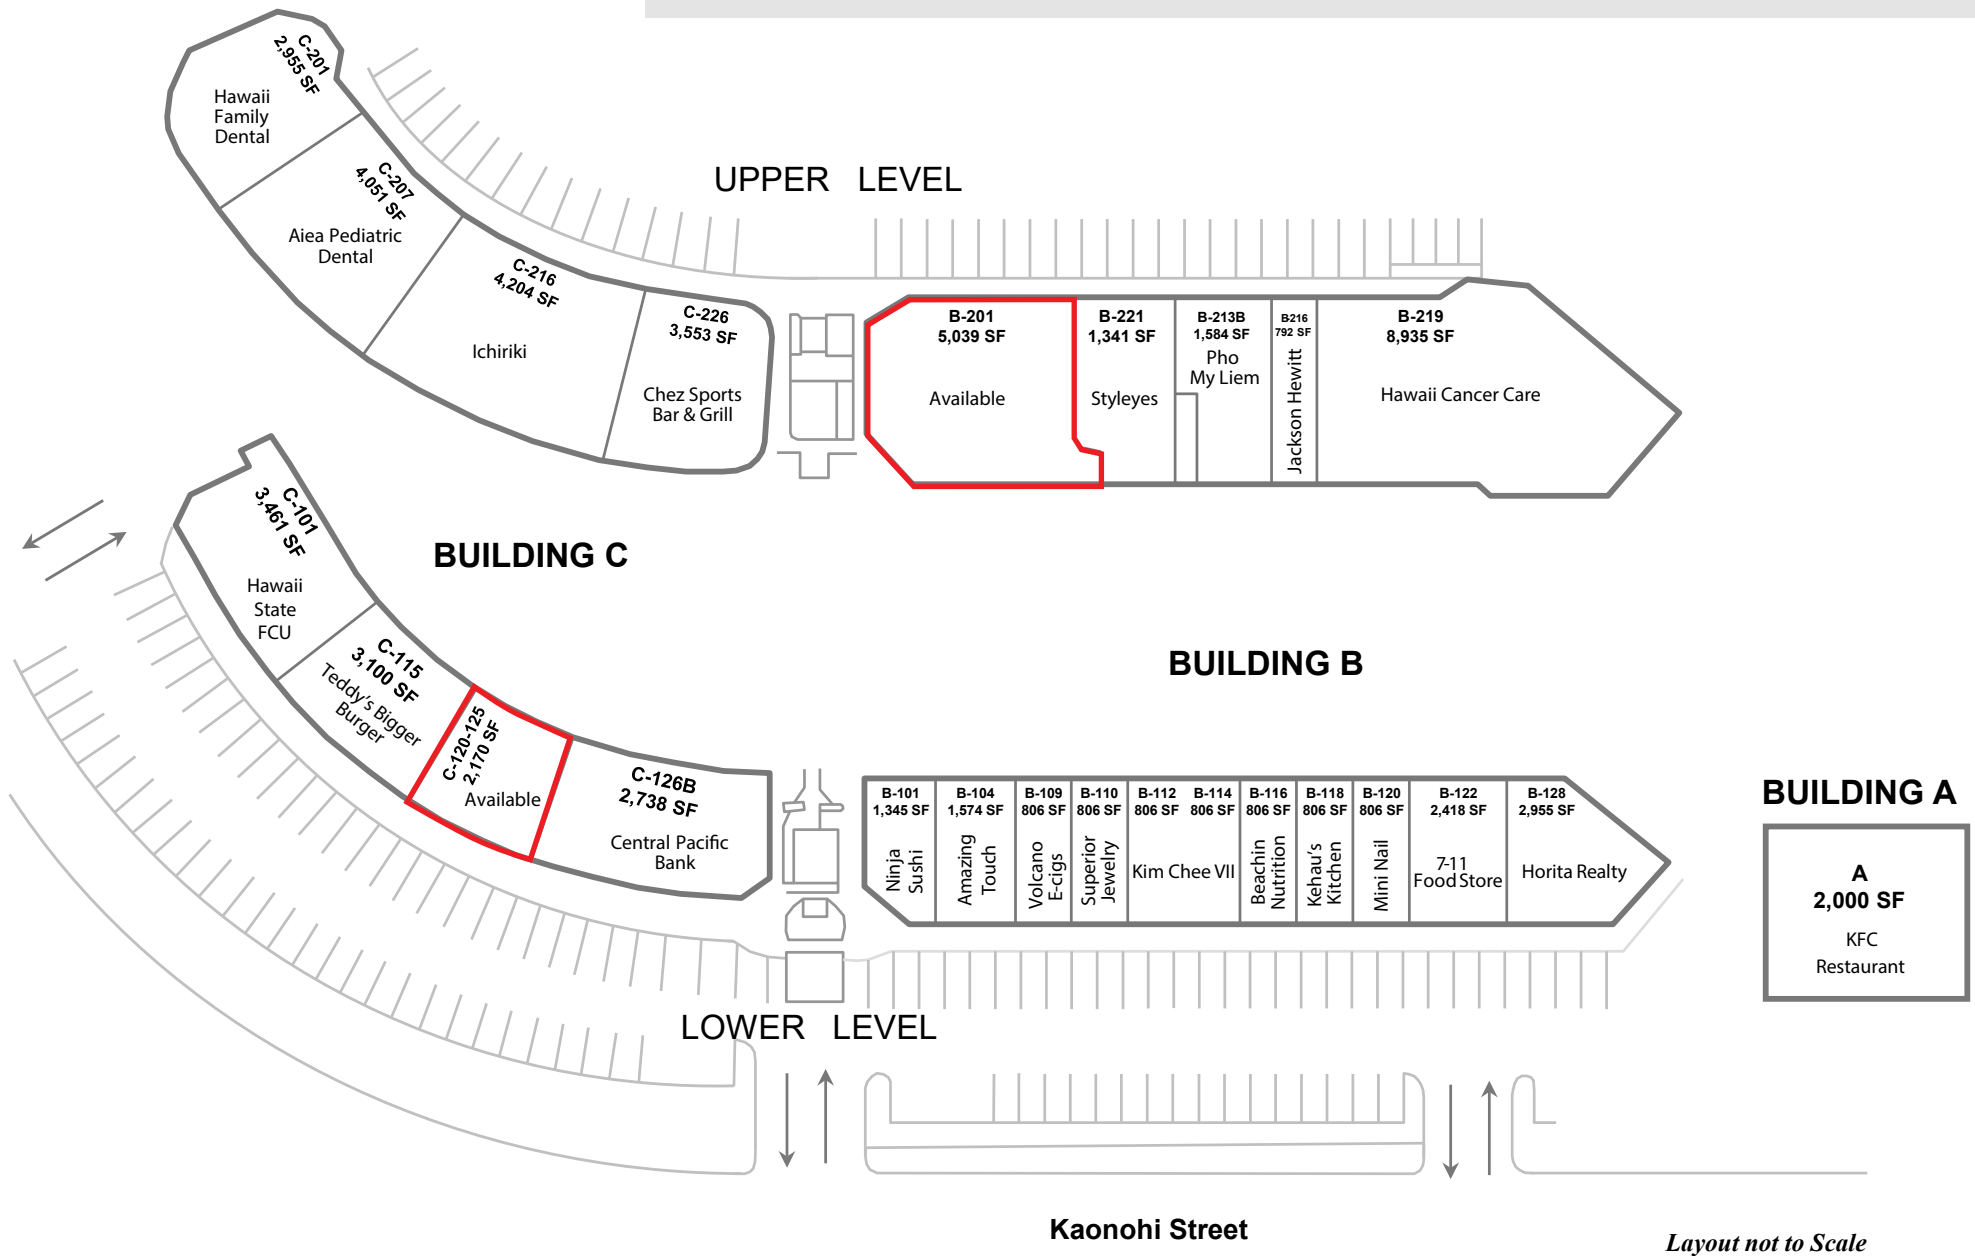 C-201
2,955 SF
Hawaii
Family
Dental
C-207
4,051 SF
Aiea Pediatric
Dental
C-216
4,204 SF
Ichiriki
C-226
3,553 SF
Chez Sports
Bar & Grill
UPPER LEVEL
B-201
5,039 SF
Available
B-221
1,341 SF
Styleyes
B-213B
1,584 SF
Pho
My Liem
B-216
792 SF
Jackson Hewitt
B-219
8,935 SF
Hawaii Cancer Care
BUILDING C
C-101
3,461 SF
Hawaii
State
FCU
C-115
3,100 SF
Teddy's Bigger
Burger
C-120-125
2,170 SF
Available
C-126B
2,738 SF
Central Pacific
Bank
BUILDING B
B-101
1,345 SF
Ninja
Sushi
B-104
1,574 SF
Amazing
Touch
B-109
806 SF
Volcano
E-cigs
B-110
806 SF
Superior
Jewelry
B-112 B-114
806 SF 806 SF
Kim Chee VII
B-116
806 SF
Beachin
Nutrition
B-118
806 SF
Kehau's
Kitchen
B-120
806 SF
Mini Nail
B-122
2,418 SF
7-11
Food Store
B-128
2,955 SF
Horita Realty
BUILDING A
A
2,000 SF
KFC
Restaurant
LOWER LEVEL
Kaonohi Street
Layout not to Scale